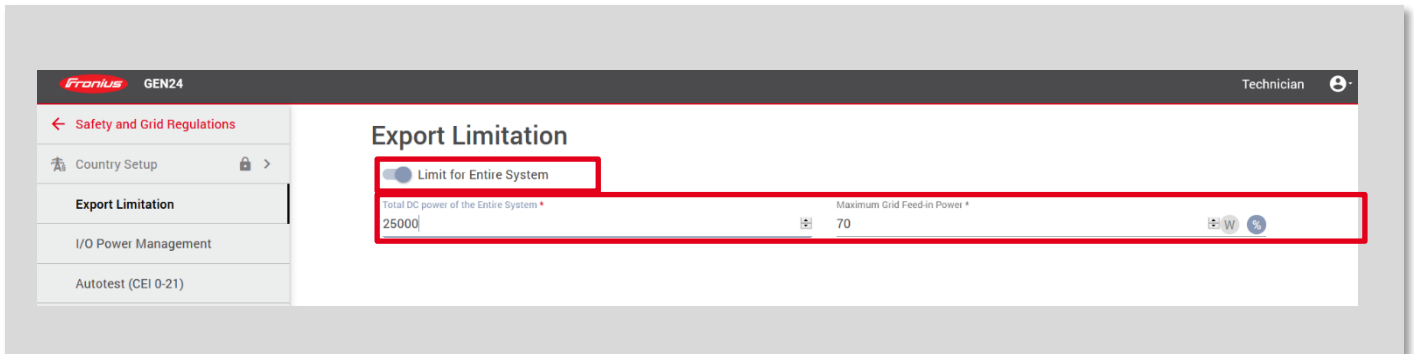 Fronius GEN24 Technician
Safety and Grid Regulations
Country Setup
Export Limitation
I/O Power Management
Autotest (CEI 0-21)
Export Limitation
Limit for Entire System
Total DC power of the Entire System * Maximum Grid Feed-in Power *
25000 70 W %